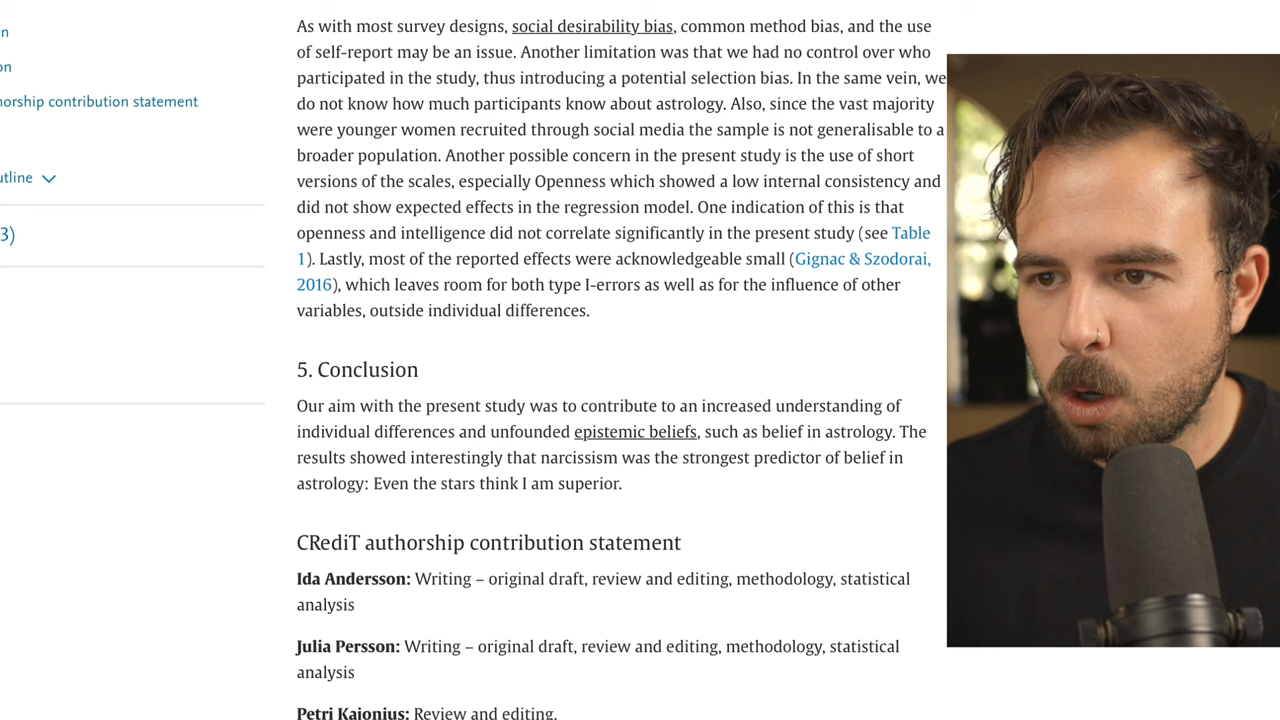 n
on
horship contribution statement
utline
3)
As with most survey designs, social desirability bias, common method bias, and the use
of self-report may be an issue. Another limitation was that we had no control over who
participated in the study, thus introducing a potential selection bias. In the same vein, we
do not know how much participants know about astrology. Also, since the vast majority
were younger women recruited through social media the sample is not generalisable to a
broader population. Another possible concern in the present study is the use of short
versions of the scales, especially Openness which showed a low internal consistency and
did not show expected effects in the regression model. One indication of this is that
openness and intelligence did not correlate significantly in the present study (see Table
1). Lastly, most of the reported effects were acknowledgeable small (Gignac & Szodorai,
2016), which leaves room for both type I-errors as well as for the influence of other
variables, outside individual differences.
5. Conclusion
Our aim with the present study was to contribute to an increased understanding of
individual differences and unfounded epistemic beliefs, such as belief in astrology. The
results showed interestingly that narcissism was the strongest predictor of belief in
astrology: Even the stars think I am superior.
CRediT authorship contribution statement
Ida Andersson: Writing – original draft, review and editing, methodology, statistical
analysis
Julia Persson: Writing – original draft, review and editing, methodology, statistical
analysis
Petri Kajonius: Review and editing.